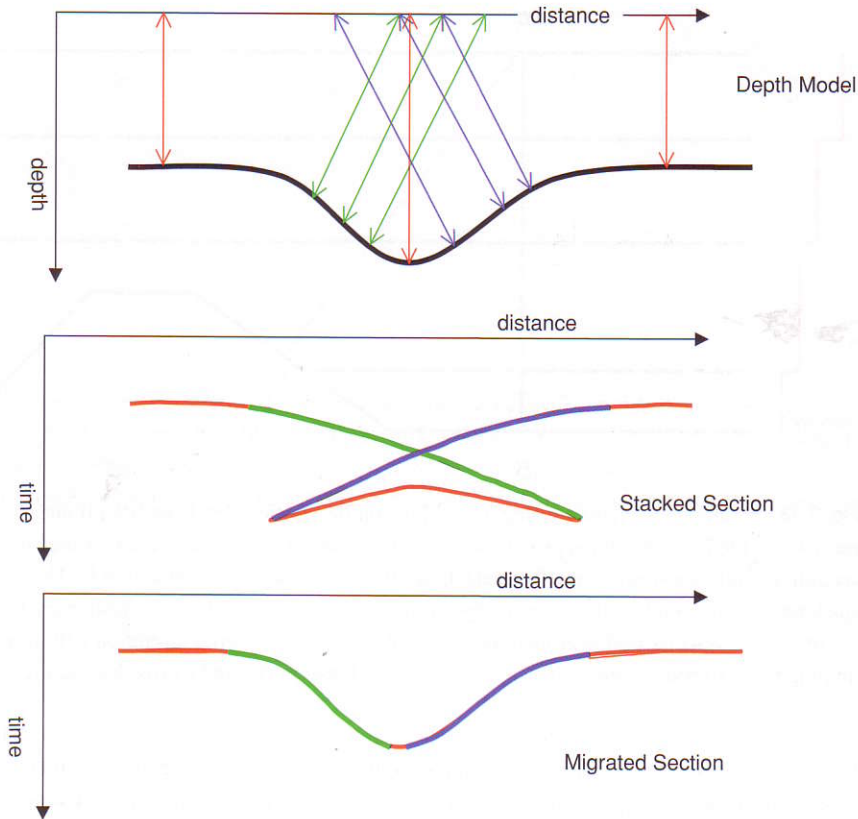 distance
Depth Model
depth
distance
Stacked Section
time
distance
Migrated Section
time